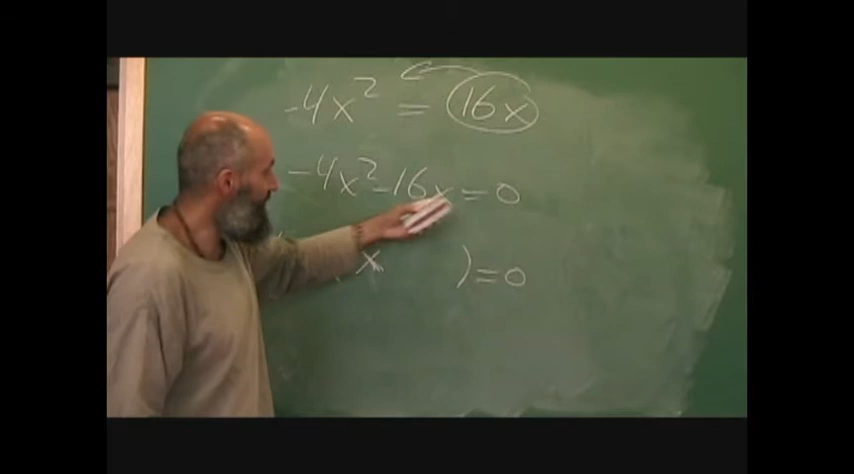 -4x² = 16x
-4x² - 16x = 0
x ) = 0